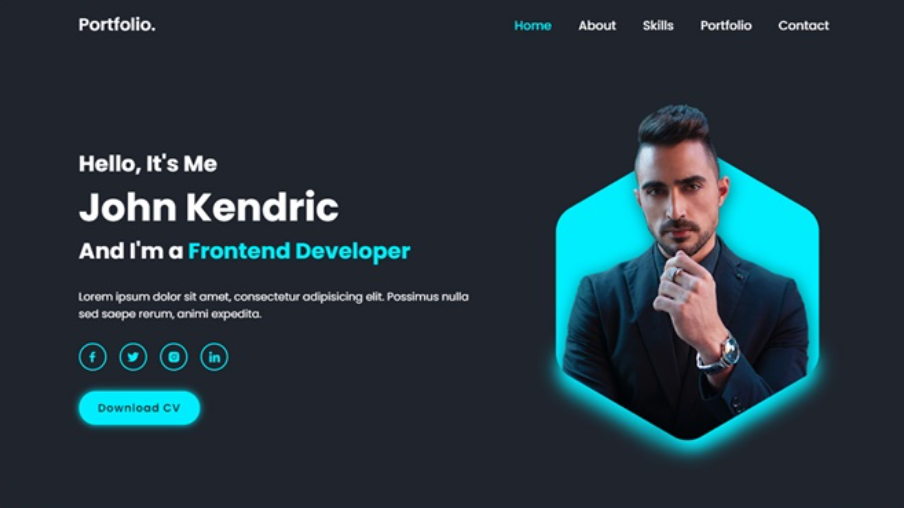 Portfolio.
Home About Skills Portfolio Contact
Hello, It's Me
John Kendric
And I'm a Frontend Developer
Lorem ipsum dolor sit amet, consectetur adipisicing elit. Possimus nulla
sed saepe rerum, animi expedita.
Download CV